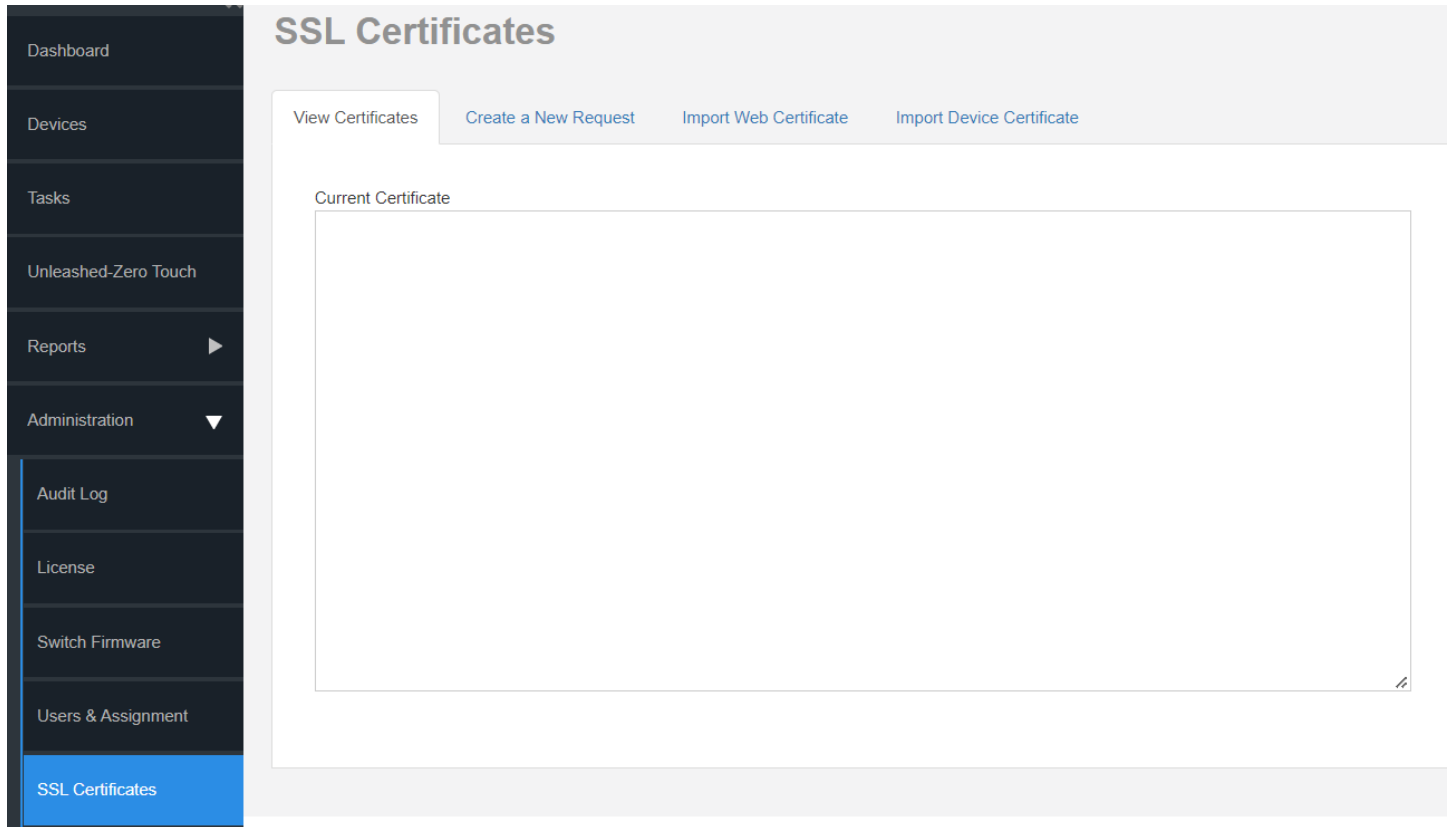 SSL Certificates
Dashboard
Devices
Tasks
Unleashed-Zero Touch
Reports
Administration
Audit Log
License
Switch Firmware
Users & Assignment
SSL Certificates
View Certificates
Create a New Request
Import Web Certificate
Import Device Certificate
Current Certificate